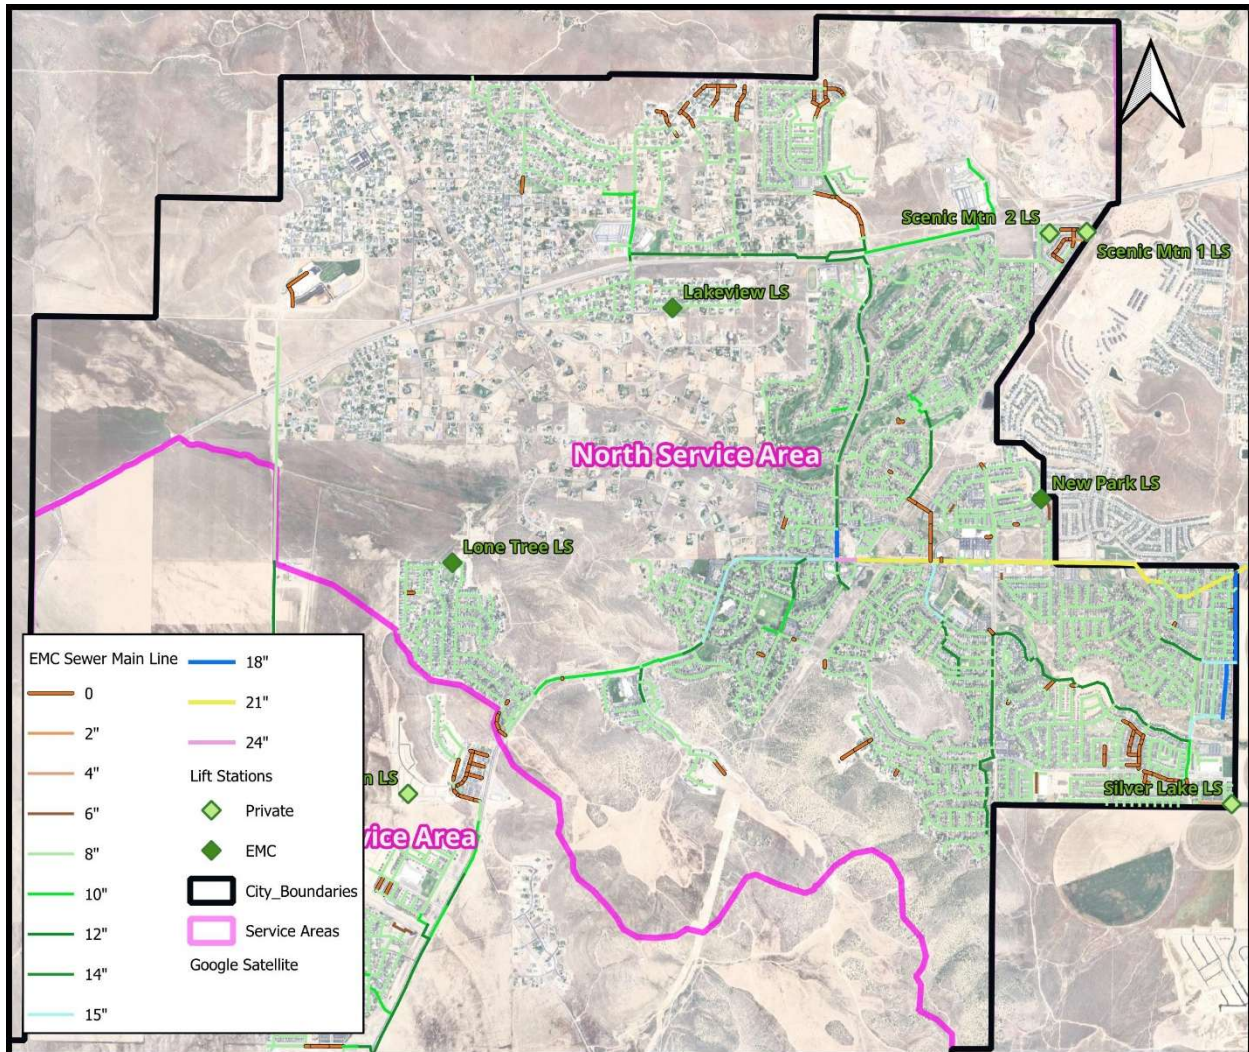 Scenic Mtn  2 LS
Scenic Mtn 1 LS
Lakeview LS
North Service Area
New Park LS
Lone Tree LS
n LS
Silver Lake LS
vice Area
EMC Sewer Main Line
0
2"
4"
6"
8"
10"
12"
14"
15"
18"
21"
24"
Lift Stations
Private
EMC
City_Boundaries
Service Areas
Google Satellite